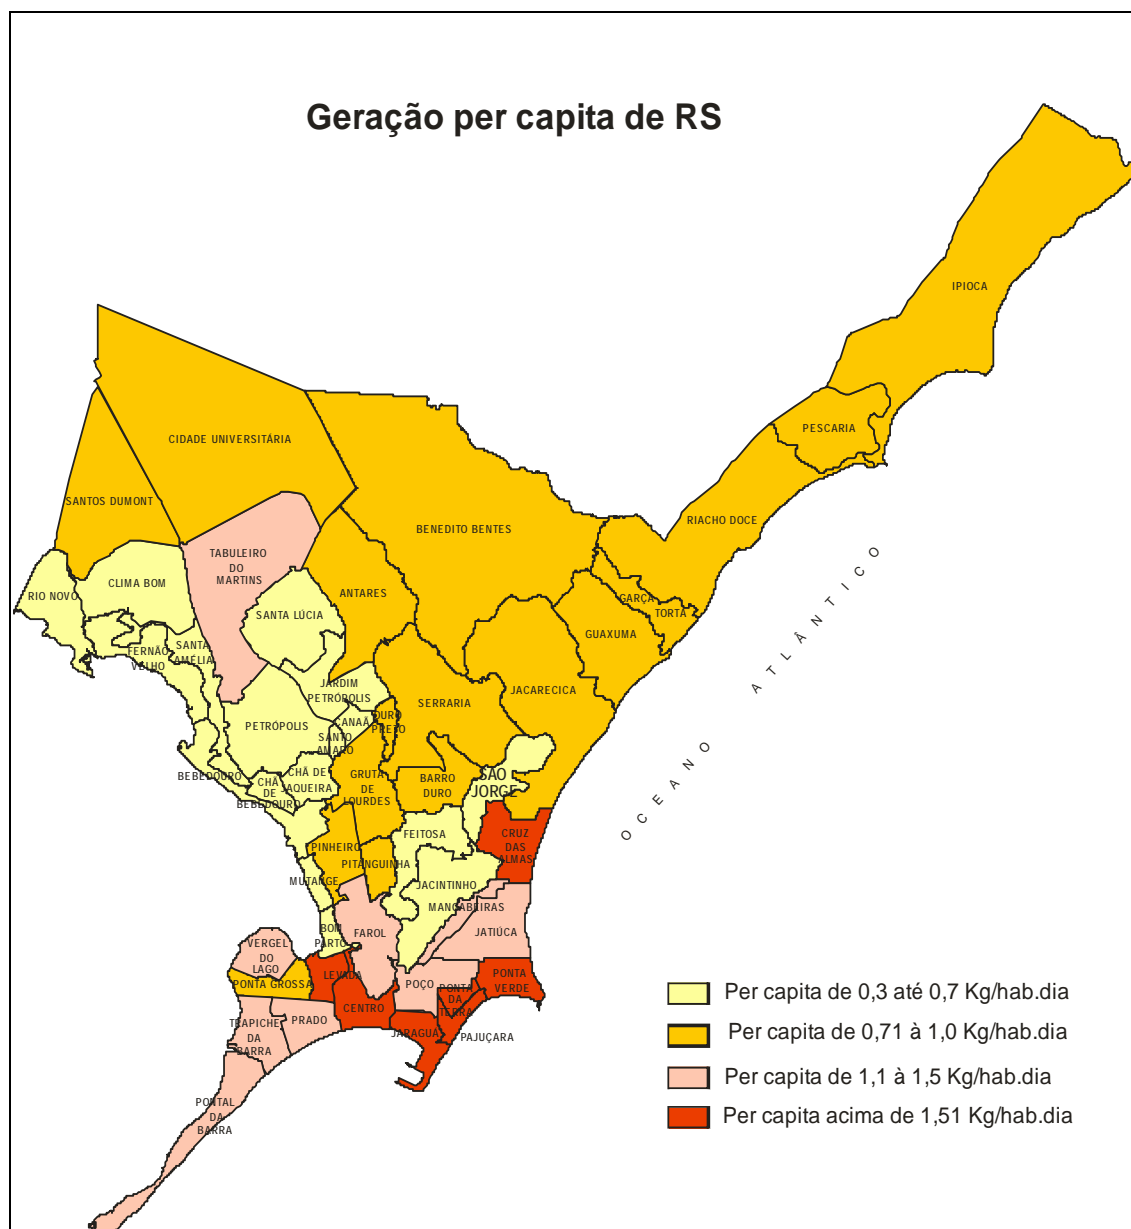 Geração per capita de RS
IPIOCA
PESCARIA
CIDADE UNIVERSITÁRIA
SANTOS DUMONT
BENEDITO BENTES
RIACHO DOCE
TABULEIRO
DO
MARTINS
CLIMA BOM
RIO NOVO
ANTARES
GARÇA
TORTA
SANTA LÚCIA
GUAXUMA
FERNÃO
VELHO
SANTA
AMÉLIA
JARDIM
PETRÓPOLIS
JACARECICA
SERRARIA
PETRÓPOLIS
CANAÃ
OURO
PRETO
SANTO
AMARO
BEBEDOURO
CHÃ DE
JAQUEIRA
CHÃ
DE
BEBEDOURO
GRUTA
DE
LOURDES
BARRO
DURO
SÃO
JORGE
FEITOSA
CRUZ
DAS
ALMAS
PINHEIRO
PITANGUINHA
MUTANGE
JACINTINHO
MANGABEIRAS
JATIÚCA
BOM
PARTO
FAROL
VERGEL
DO
LAGO
PONTA GROSSA
LEVADA
POÇO
PONTA
DA
TERRA
PONTA
VERDE
CENTRO
PRADO
TRAPICHE
DA
BARRA
JARAGUÁ
PAJUÇARA
PONTAL
DA
BARRA
OCEANO ATLÂNTICO
Per capita de 0,3 até 0,7 Kg/hab.dia
Per capita de 0,71 à 1,0 Kg/hab.dia
Per capita de 1,1 à 1,5 Kg/hab.dia
Per capita acima de 1,51 Kg/hab.dia